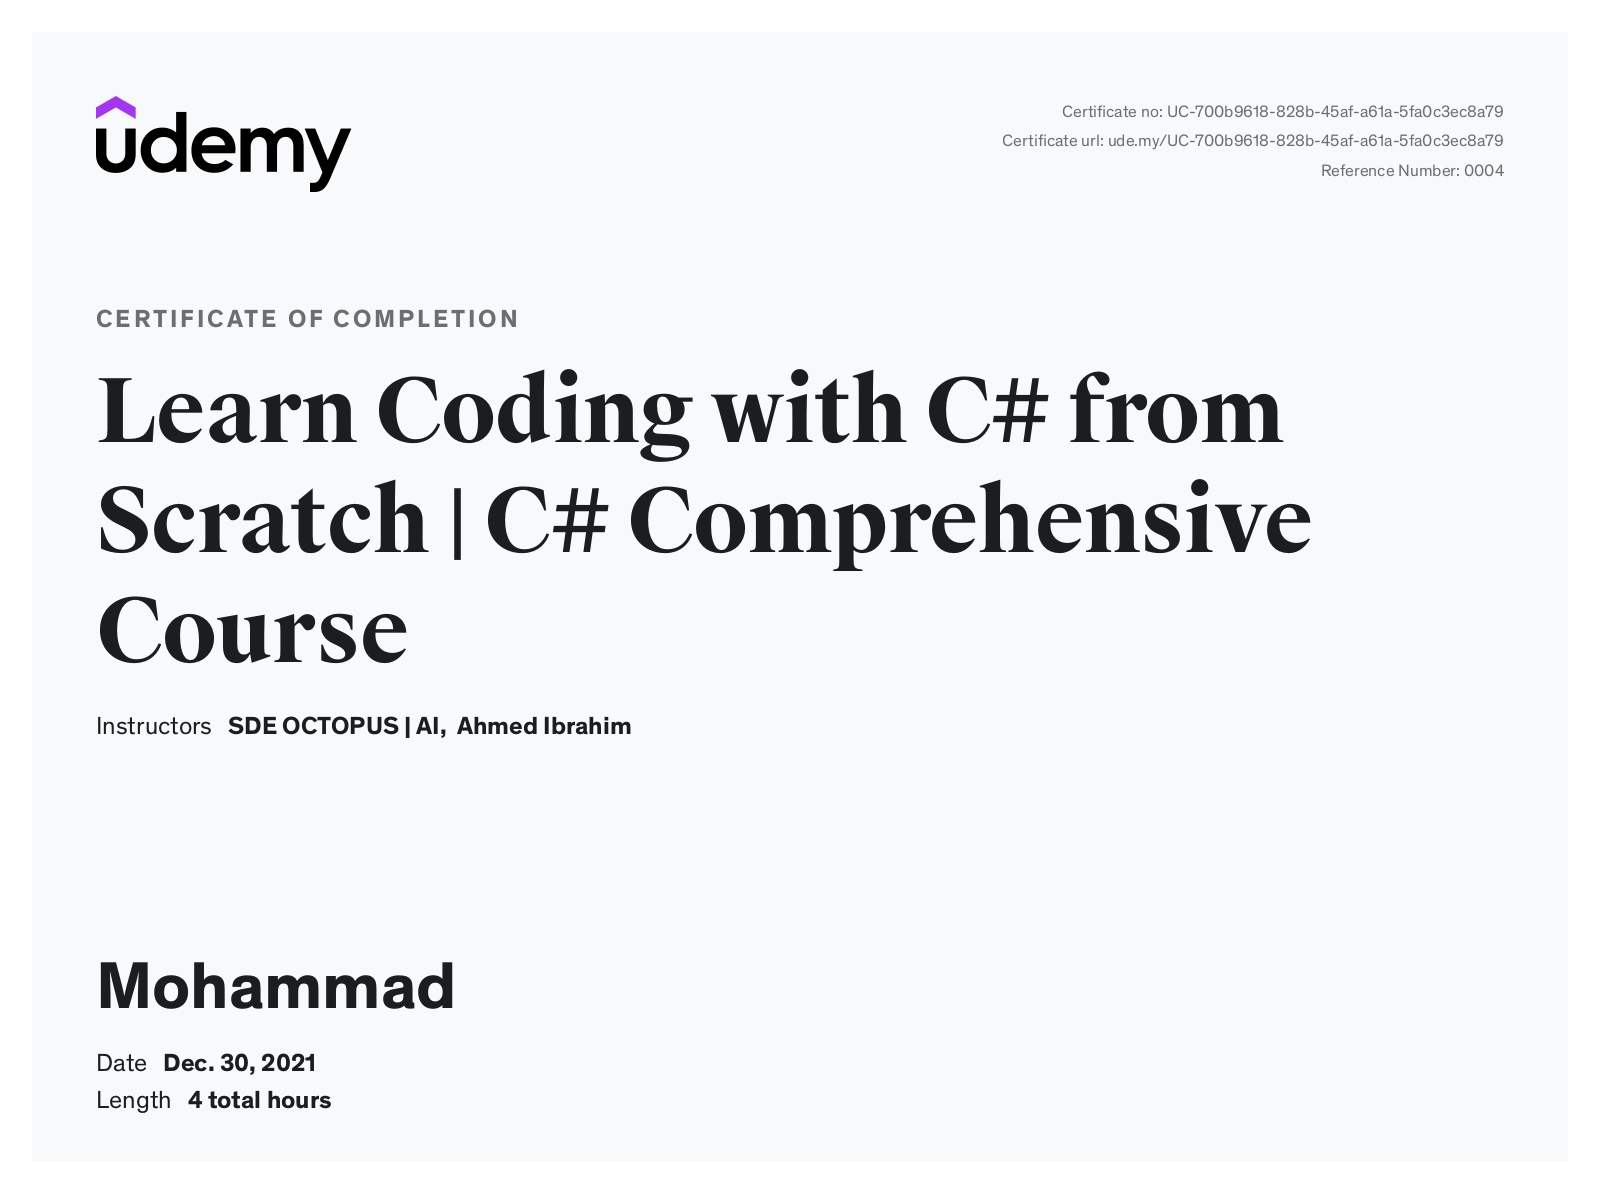 udemy
Certificate no: UC-700b9618-828b-45af-a61a-5fa0c3ec8a79
Certificate url: ude.my/UC-700b9618-828b-45af-a61a-5fa0c3ec8a79
Reference Number: 0004
CERTIFICATE OF COMPLETION
Learn Coding with C# from
Scratch | C# Comprehensive
Course
Instructors SDE OCTOPUS | AI, Ahmed Ibrahim
Mohammad
Date Dec. 30, 2021
Length 4 total hours